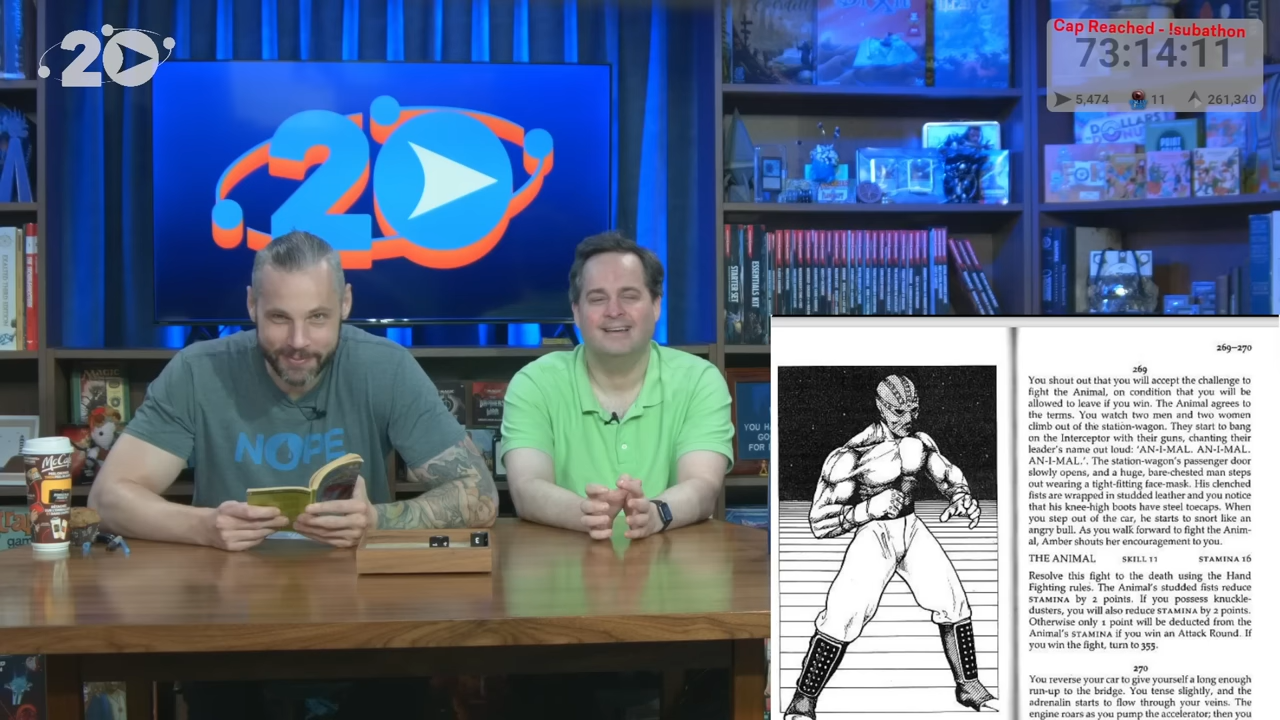 20
Cap Reached - !subathon
73:14:11
5,474
11
261,340
20
STARTER SET
ESSENTIALS KIT
MAGIC
NOPE
McCafé
YOU H
GO
FOR
269–270
269
You shout out that you will accept the challenge to
fight the Animal, on condition that you will be
allowed to leave if you win. The Animal agrees to
the terms. You watch two men and two women
climb out of the station-wagon. They start to bang
on the Interceptor with their guns, chanting their
leader's name out loud: 'AN-I-MAL. AN-I-MAL.
AN-I-MAL.'. The station-wagon's passenger door
slowly opens, and a huge, bare-chested man steps
out wearing a tight-fitting face-mask. His clenched
fists are wrapped in studded leather and you notice
that his knee-high boots have steel toecaps. When
you step out of the car, he starts to snort like an
angry bull. As you walk forward to fight the Anim-
al, Amber shouts her encouragement to you.
THE ANIMAL SKILL 11 STAMINA 16
Resolve this fight to the death using the Hand
Fighting rules. The Animal's studded fists reduce
STAMINA by 2 points. If you possess knuckle-
dusters, you will also reduce STAMINA by 2 points.
Otherwise only 1 point will be deducted from the
Animal's STAMINA if you win an Attack Round. If
you win the fight, turn to 355.
270
You reverse your car to give yourself a long enough
run-up to the bridge. You tense slightly, and the
adrenalin starts to flow through your veins. The
engine roars as you pump the accelerator; then you